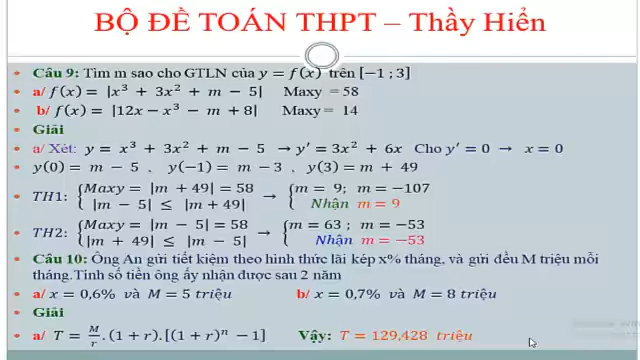 BỘ ĐỀ TOÁN THPT – Thầy Hiển
Câu 9: Tìm m sao cho GTLN của y = f(x) trên [−1 ; 3]
a/ f(x) = |x³ + 3x² + m − 5| Maxy = 58
b/ f(x) = |12x − x³ − m + 8| Maxy = 14
Giải
a/ Xét: y = x³ + 3x² + m − 5 → y′ = 3x² + 6x Cho y′ = 0 → x = 0
y(0) = m − 5 , y(−1) = m − 3 , y(3) = m + 49
TH1: {Maxy = |m + 49| = 58 → {m = 9; m = −107
|m − 5| ≤ |m + 49| Nhận m = 9
TH2: {Maxy = |m − 5| = 58 → {m = 63 ; m = −53
|m + 49| ≤ |m − 5| Nhận m = −53
Câu 10: Ông An gửi tiết kiệm theo hình thức lãi kép x% tháng, và gửi đều M triệu mỗi
tháng.Tính số tiền ông ấy nhận được sau 2 năm
a/ x = 0,6% và M = 5 triệu b/ x = 0,7% và M = 8 triệu
Giải
a/ T = M/r . (1 + r). [(1 + r)ⁿ − 1] Vậy: T = 129,428 triệu